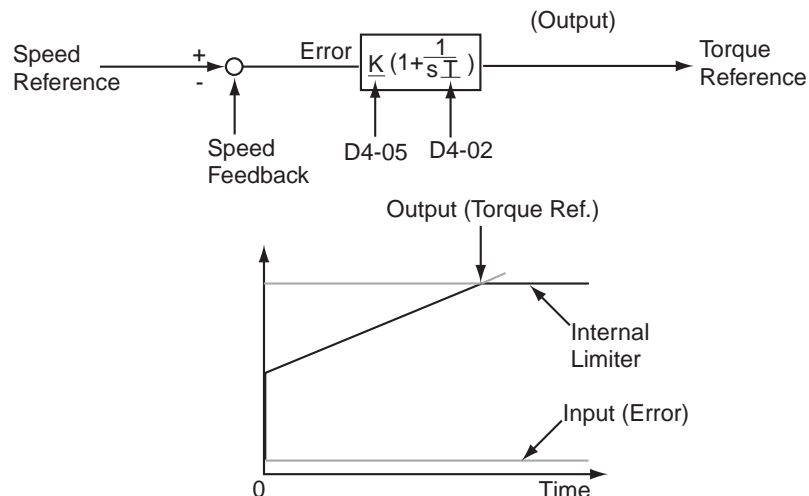 (Output)
Speed
Reference
+
-
Error
K (1+ 1/sT )
Torque
Reference
Speed
Feedback
D4-05
D4-02
Output (Torque Ref.)
Internal
Limiter
Input (Error)
0
Time